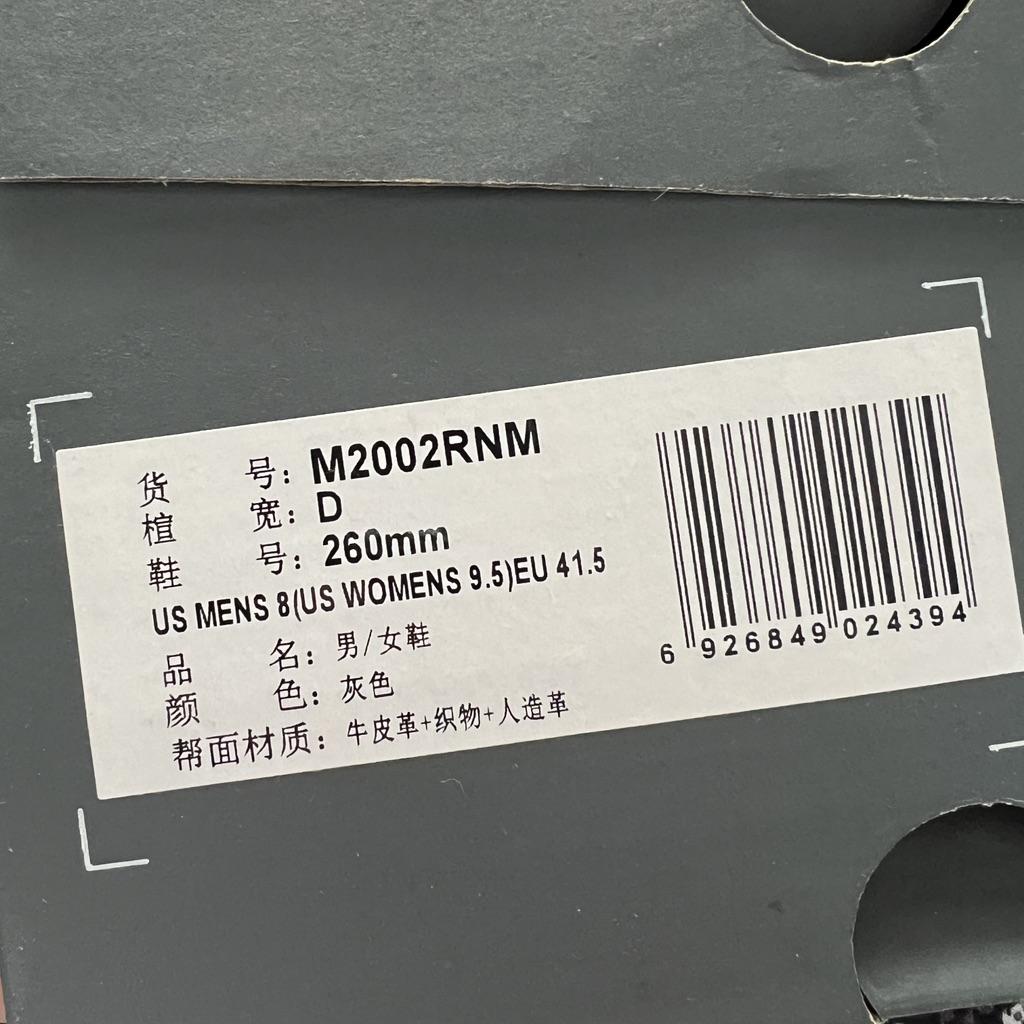 货 号: M2002RNM
楦 宽: D
鞋 号: 260mm
US MENS 8(US WOMENS 9.5)EU 41.5
品 名: 男/女鞋
颜 色: 灰色
帮面材质: 牛皮革+织物+人造革
6 926849 024394